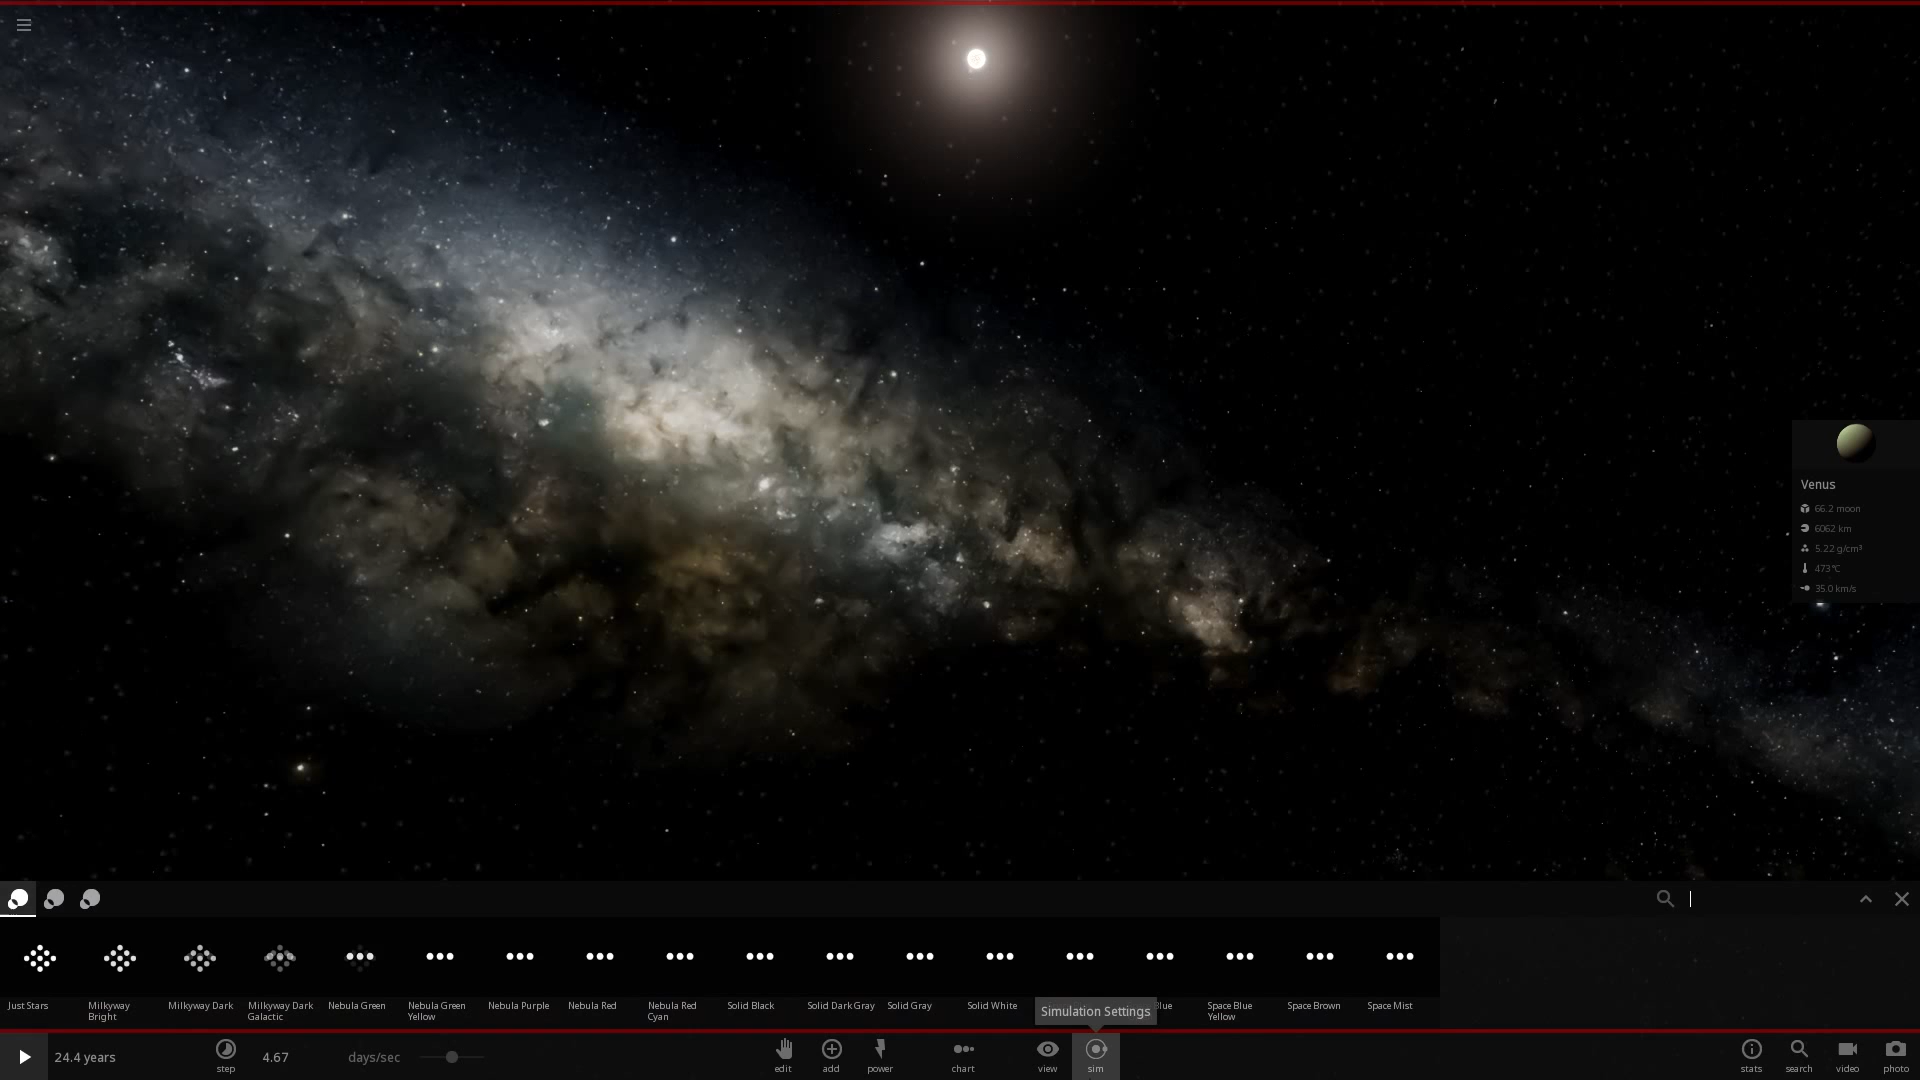 Venus
66.2 moon
6062 km
5.22 g/cm³
473°C
35.0 km/s
Just Stars
Milkyway
Bright
Milkyway Dark
Milkyway Dark
Galactic
Nebula Green
Nebula Green
Yellow
Nebula Purple
Nebula Red
Nebula Red
Cyan
Solid Black
Solid Dark Gray
Solid Gray
Solid White
Blue
Space Blue
Yellow
Space Brown
Space Mist
Simulation Settings
24.4 years
step
4.67
days/sec
edit
add
power
chart
view
sim
stats
search
video
photo